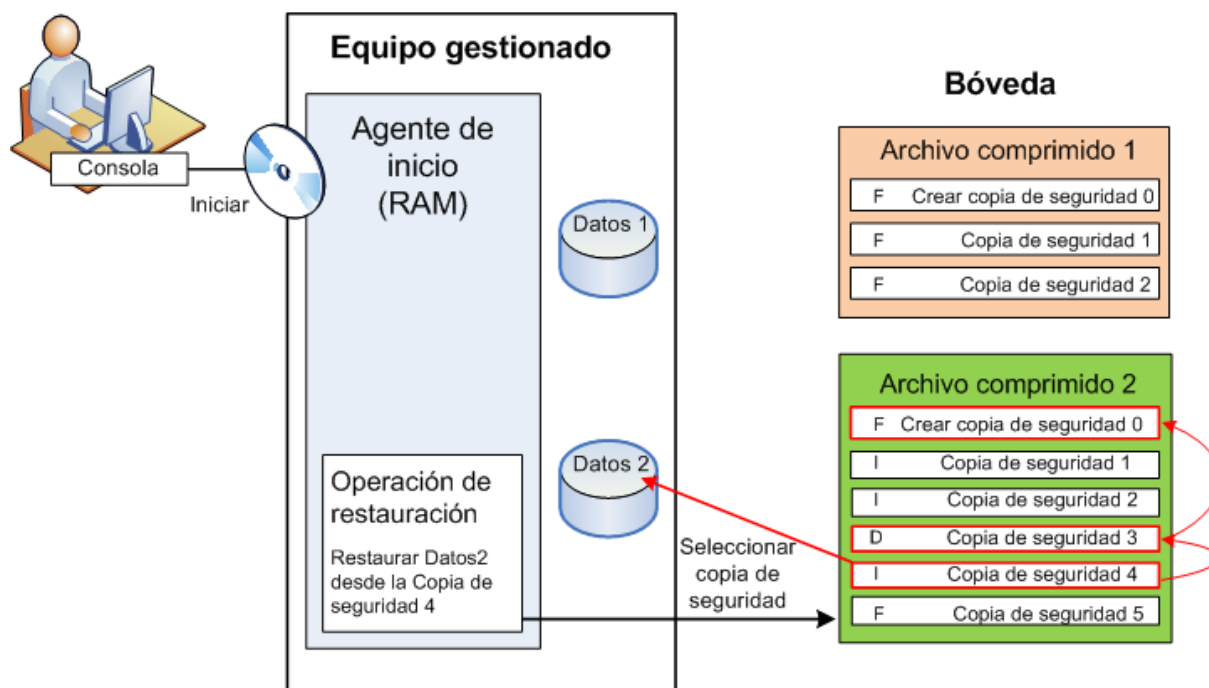 Equipo gestionado
Consola
Iniciar
Agente de
inicio
(RAM)
Datos 1
Datos 2
Operación de
restauración
Restaurar Datos2
desde la Copia de
seguridad 4
Seleccionar
copia de
seguridad
Bóveda
Archivo comprimido 1
F Crear copia de seguridad 0
F Copia de seguridad 1
F Copia de seguridad 2
Archivo comprimido 2
F Crear copia de seguridad 0
I Copia de seguridad 1
I Copia de seguridad 2
D Copia de seguridad 3
I Copia de seguridad 4
F Copia de seguridad 5